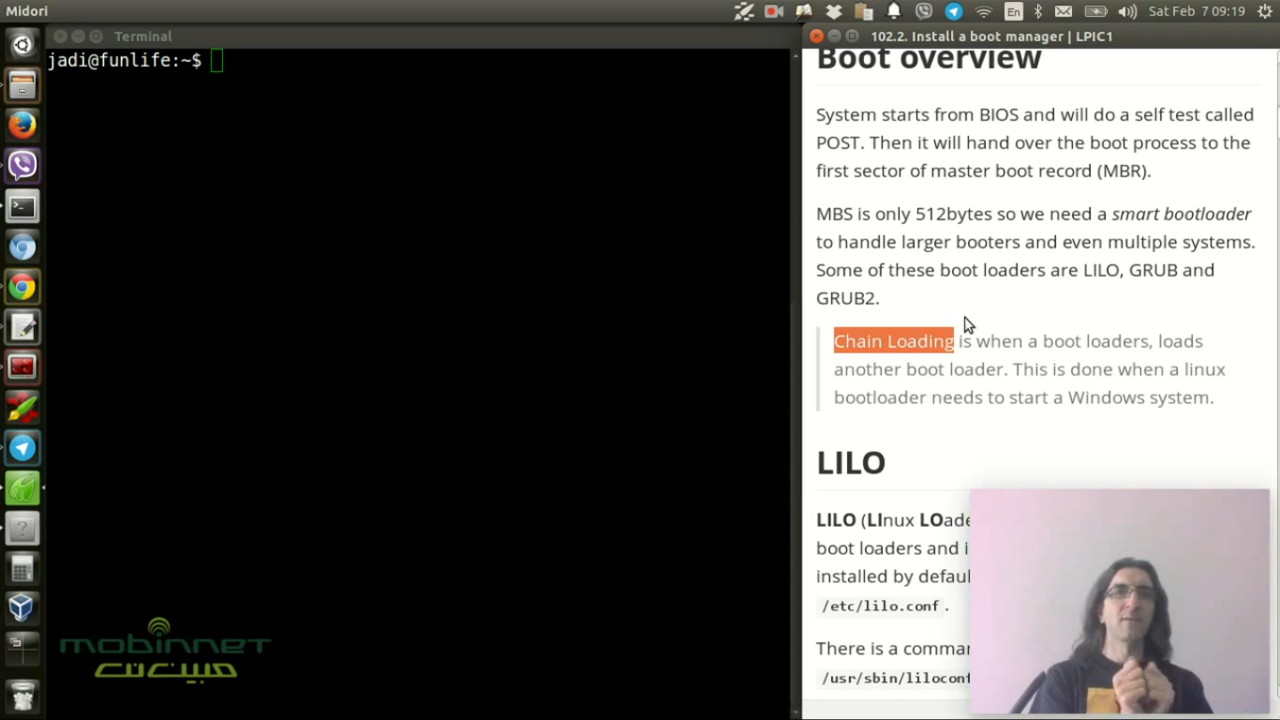 Midori
En
Sat Feb 7 09:19
Terminal
jadi@funlife:~$
mobinnet
مبین نت
102.2. Install a boot manager | LPIC1
Boot overview
System starts from BIOS and will do a self test called
POST. Then it will hand over the boot process to the
first sector of master boot record (MBR).
MBS is only 512bytes so we need a smart bootloader
to handle larger booters and even multiple systems.
Some of these boot loaders are LILO, GRUB and
GRUB2.
Chain Loading is when a boot loaders, loads
another boot loader. This is done when a linux
bootloader needs to start a Windows system.
LILO
LILO (LInux LOade
boot loaders and i
installed by defaul
/etc/lilo.conf.
There is a comman
/usr/sbin/liloconf